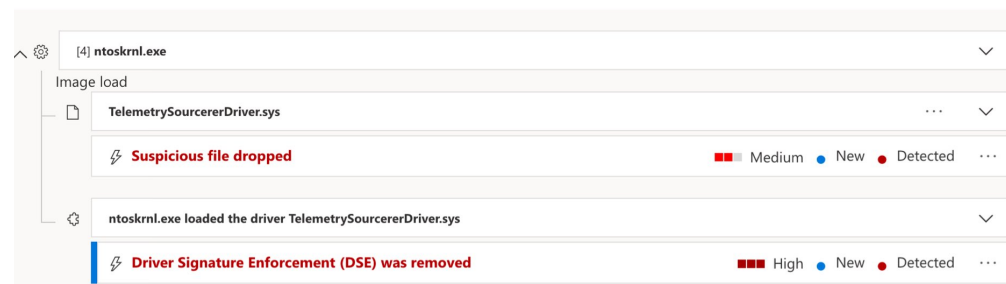 [4] ntoskrnl.exe
Image load
TelemetrySourcererDriver.sys
Suspicious file dropped Medium New Detected
ntoskrnl.exe loaded the driver TelemetrySourcererDriver.sys
Driver Signature Enforcement (DSE) was removed High New Detected